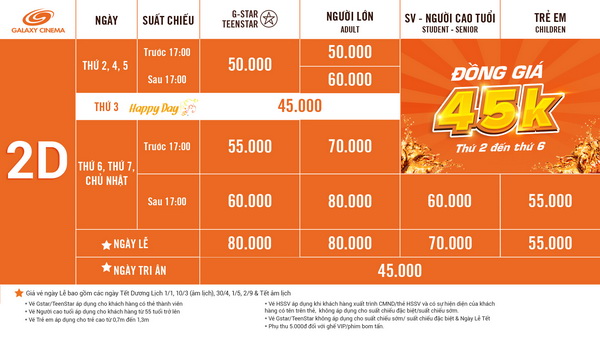 GALAXY CINEMA
NGÀY
SUẤT CHIẾU
G-STAR
TEENSTAR
NGƯỜI LỚN
ADULT
SV - NGƯỜI CAO TUỔI
STUDENT - SENIOR
TRẺ EM
CHILDREN
2D
THỨ 2, 4, 5
Trước 17:00
50.000
50.000
Sau 17:00
60.000
ĐỒNG GIÁ
45k
Thứ 2 đến thứ 6
THỨ 3
Happy Day
45.000
THỨ 6, THỨ 7,
CHỦ NHẬT
Trước 17:00
55.000
70.000
Sau 17:00
60.000
80.000
60.000
55.000
NGÀY LỄ
80.000
80.000
70.000
55.000
NGÀY TRI ÂN
45.000
Giá vé ngày Lễ bao gồm các ngày Tết Dương Lịch 1/1, 10/3 (âm lịch), 30/4, 1/5, 2/9 & Tết âm lịch
• Vé Gstar/TeenStar áp dụng cho khách hàng có thẻ thành viên
• Vé Người cao tuổi áp dụng cho khách hàng từ 55 tuổi trở lên
• Vé Trẻ em áp dụng cho trẻ cao từ 0,7m đến 1,3m
• Vé HSSV áp dụng khi khách hàng xuất trình CMND/thẻ HSSV và có sự hiện diện của khách
hàng có tên trên thẻ, không áp dụng cho suất chiếu đặc biệt/suất chiếu sớm.
• Vé Gstar/TeenStar không áp dụng cho suất chiếu sớm/ suất chiếu đặc biệt & Ngày Lễ Tết
• Phụ thu 5.000đ đối với ghế VIP/phim bom tấn.